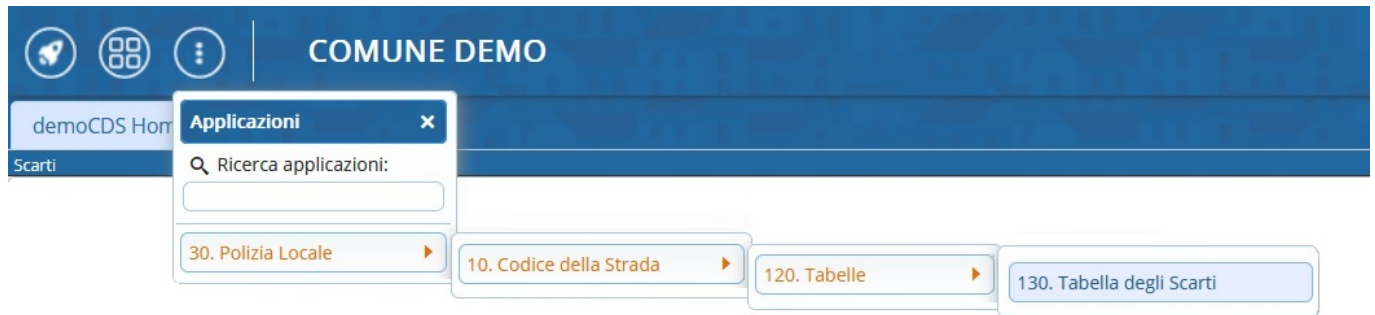 COMUNE DEMO
demoCDS Hom
Applicazioni
Scarti
Ricerca applicazioni:
30. Polizia Locale
10. Codice della Strada
120. Tabelle
130. Tabella degli Scarti